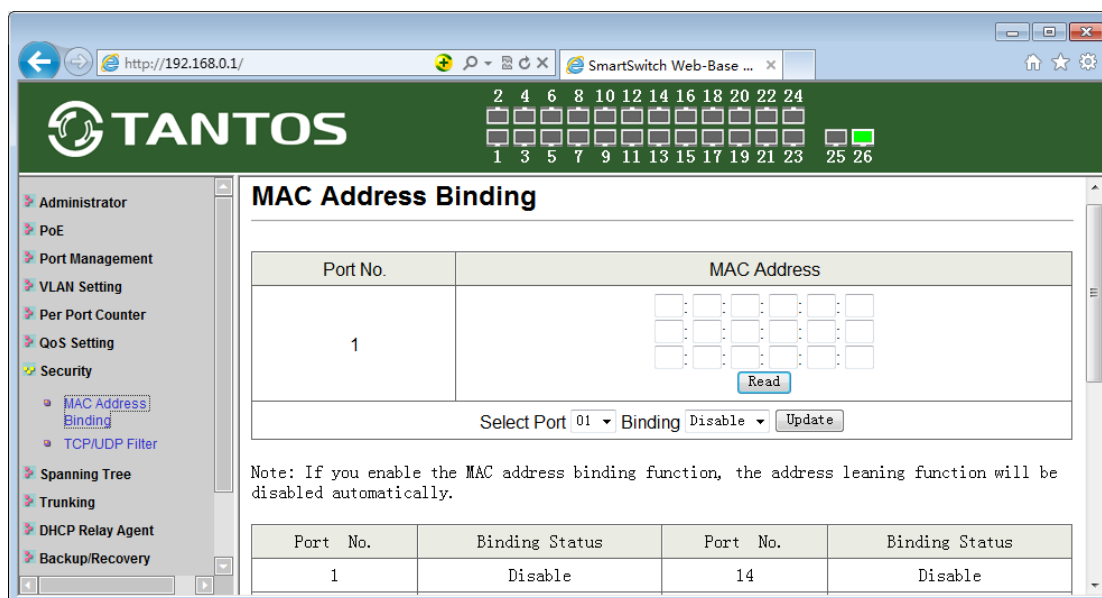 http://192.168.0.1/
SmartSwitch Web-Base ...
TANTOS
2 4 6 8 10 12 14 16 18 20 22 24
1 3 5 7 9 11 13 15 17 19 21 23 25 26
Administrator
PoE
Port Management
VLAN Setting
Per Port Counter
QoS Setting
Security
MAC Address
Binding
TCP/UDP Filter
Spanning Tree
Trunking
DHCP Relay Agent
Backup/Recovery
MAC Address Binding
Port No. MAC Address
1
: : : : :
: : : : :
: : : : :
Read
Select Port 01 Binding Disable Update
Note: If you enable the MAC address binding function, the address leaning function will be
disabled automatically.
Port No. Binding Status Port No. Binding Status
1 Disable 14 Disable